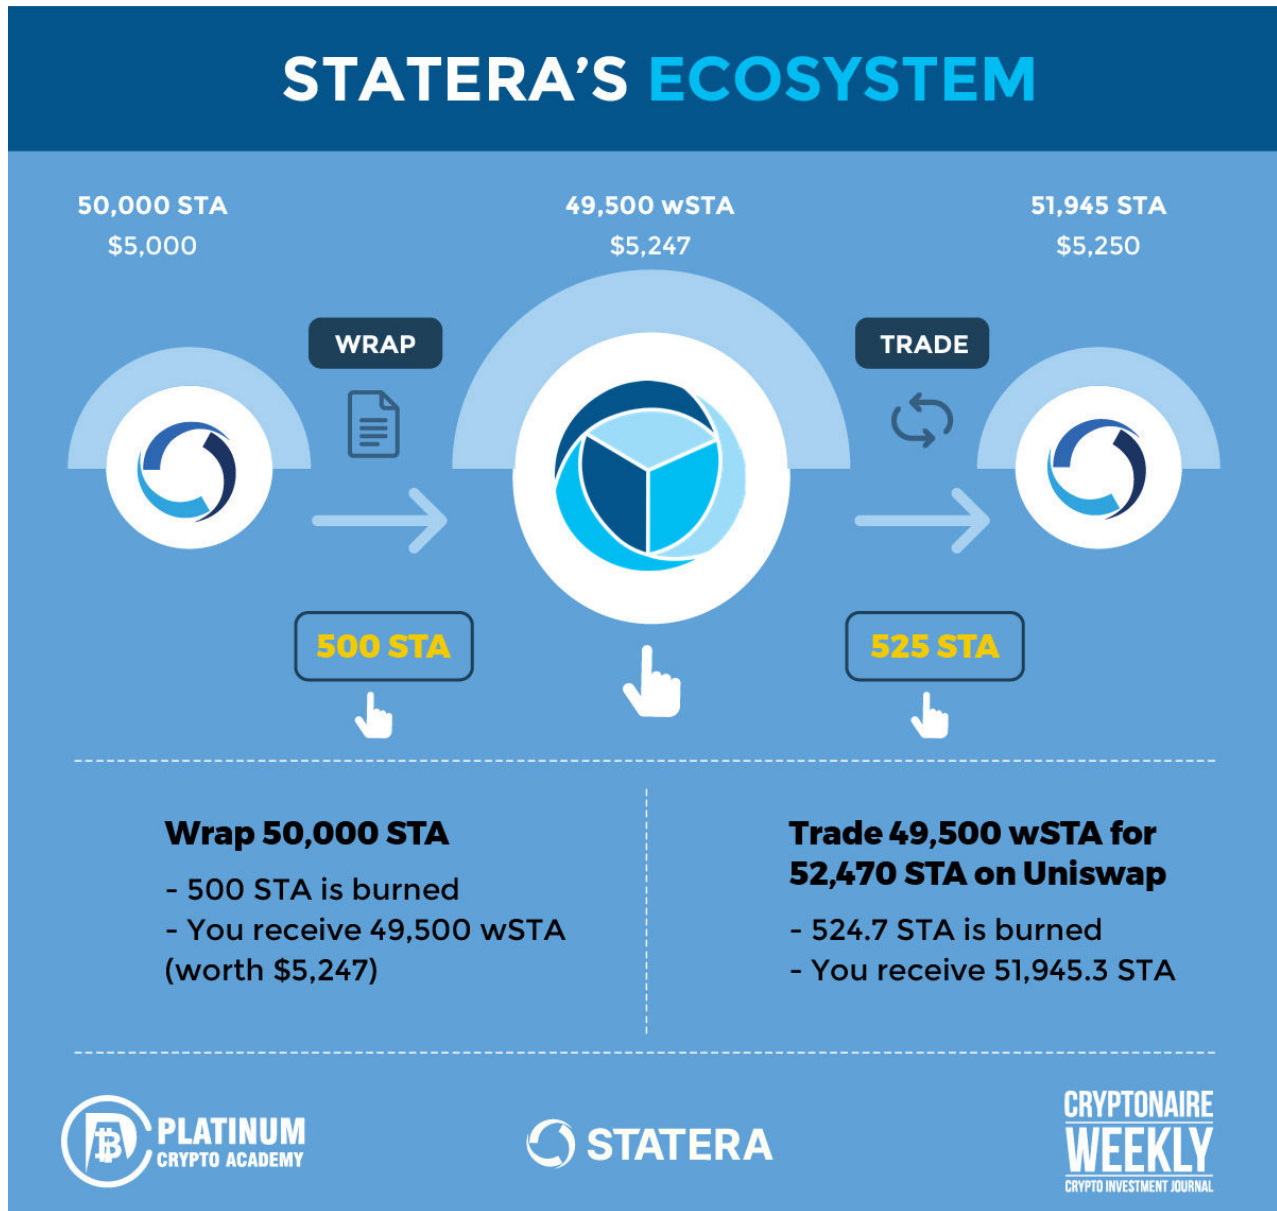 STATERA’S ECOSYSTEM
50,000 STA
$5,000
49,500 wSTA
$5,247
51,945 STA
$5,250
WRAP
TRADE
500 STA
525 STA
Wrap 50,000 STA
- 500 STA is burned
- You receive 49,500 wSTA
(worth $5,247)
Trade 49,500 wSTA for
52,470 STA on Uniswap
- 524.7 STA is burned
- You receive 51,945.3 STA
PLATINUM
CRYPTO ACADEMY
STATERA
CRYPTONAIRE
WEEKLY
CRYPTO INVESTMENT JOURNAL